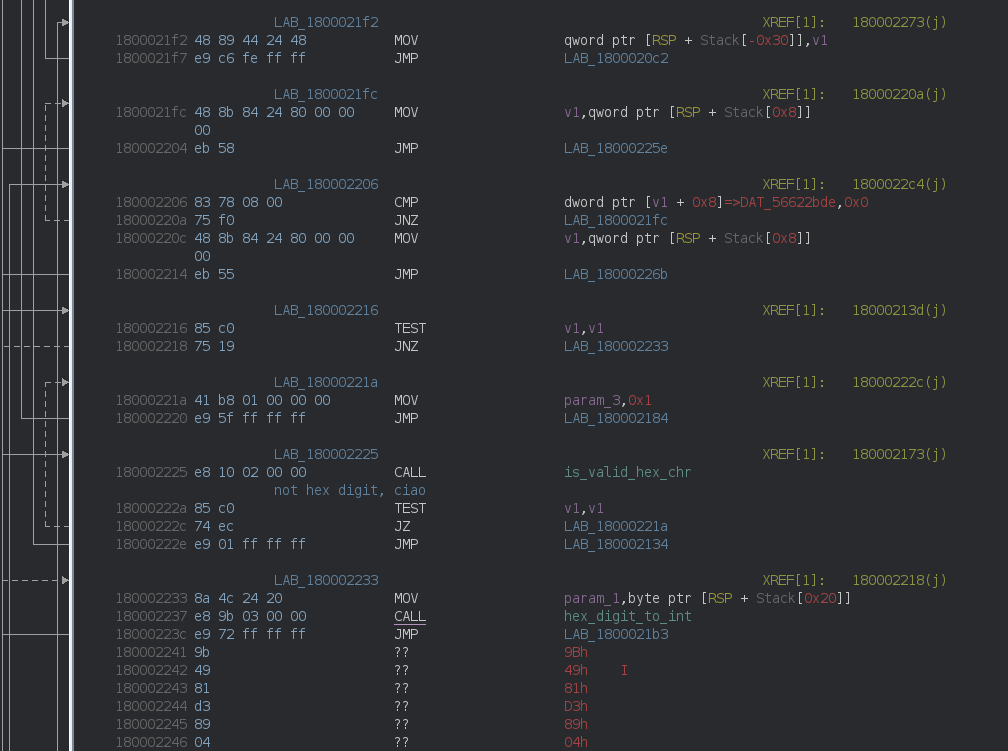 LAB_1800021f2 XREF[1]: 180002273(j)
1800021f2 48 89 44 24 48 MOV qword ptr [RSP + Stack[-0x30]],v1
1800021f7 e9 c6 fe ff ff JMP LAB_1800020c2
LAB_1800021fc XREF[1]: 18000220a(j)
1800021fc 48 8b 84 24 80 00 00 MOV v1,qword ptr [RSP + Stack[0x8]]
00
180002204 eb 58 JMP LAB_18000225e
LAB_180002206 XREF[1]: 1800022c4(j)
180002206 83 78 08 00 CMP dword ptr [v1 + 0x8]=>DAT_56622bde,0x0
18000220a 75 f0 JNZ LAB_1800021fc
18000220c 48 8b 84 24 80 00 00 MOV v1,qword ptr [RSP + Stack[0x8]]
00
180002214 eb 55 JMP LAB_18000226b
LAB_180002216 XREF[1]: 18000213d(j)
180002216 85 c0 TEST v1,v1
180002218 75 19 JNZ LAB_180002233
LAB_18000221a XREF[1]: 18000222c(j)
18000221a 41 b8 01 00 00 00 MOV param_3,0x1
180002220 e9 5f ff ff ff JMP LAB_180002184
LAB_180002225 XREF[1]: 180002173(j)
180002225 e8 10 02 00 00 CALL is_valid_hex_chr
not hex digit, ciao
18000222a 85 c0 TEST v1,v1
18000222c 74 ec JZ LAB_18000221a
18000222e e9 01 ff ff ff JMP LAB_180002134
LAB_180002233 XREF[1]: 180002218(j)
180002233 8a 4c 24 20 MOV param_1,byte ptr [RSP + Stack[0x20]]
180002237 e8 9b 03 00 00 CALL hex_digit_to_int
18000223c e9 72 ff ff ff JMP LAB_1800021b3
180002241 9b ?? 9Bh
180002242 49 ?? 49h I
180002243 81 ?? 81h
180002244 d3 ?? D3h
180002245 89 ?? 89h
180002246 04 ?? 04h